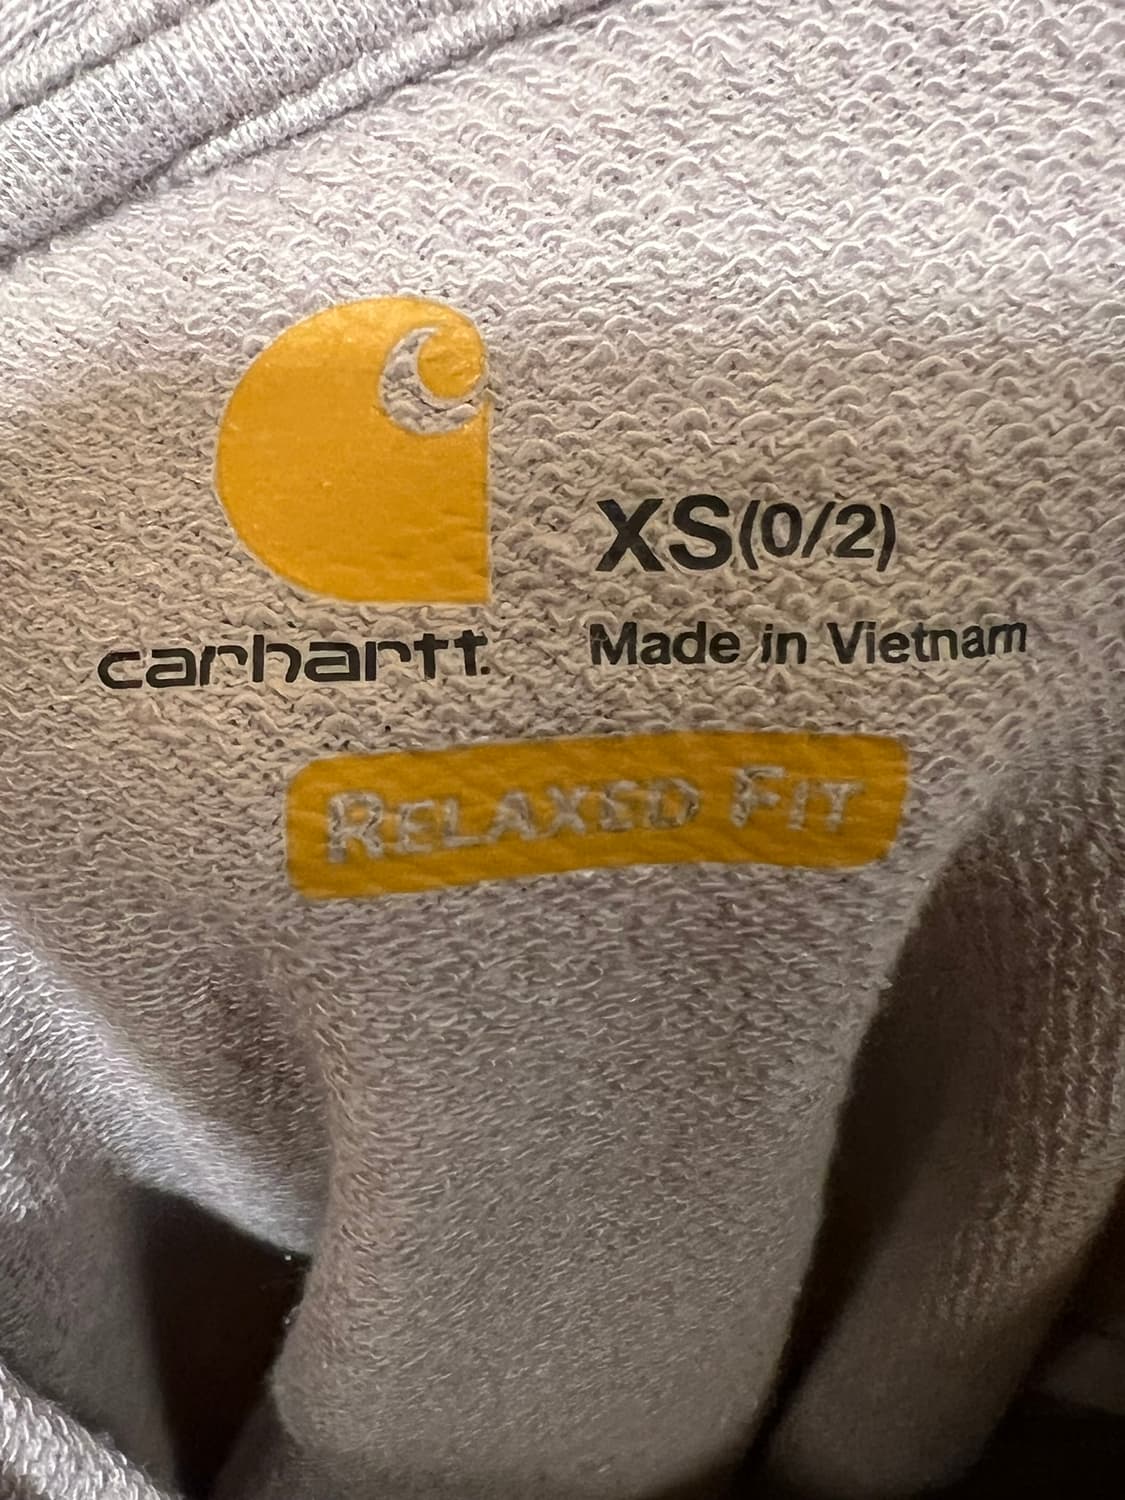 XS(0/2)
carhartt.
Made in Vietnam
RELAXED FIT